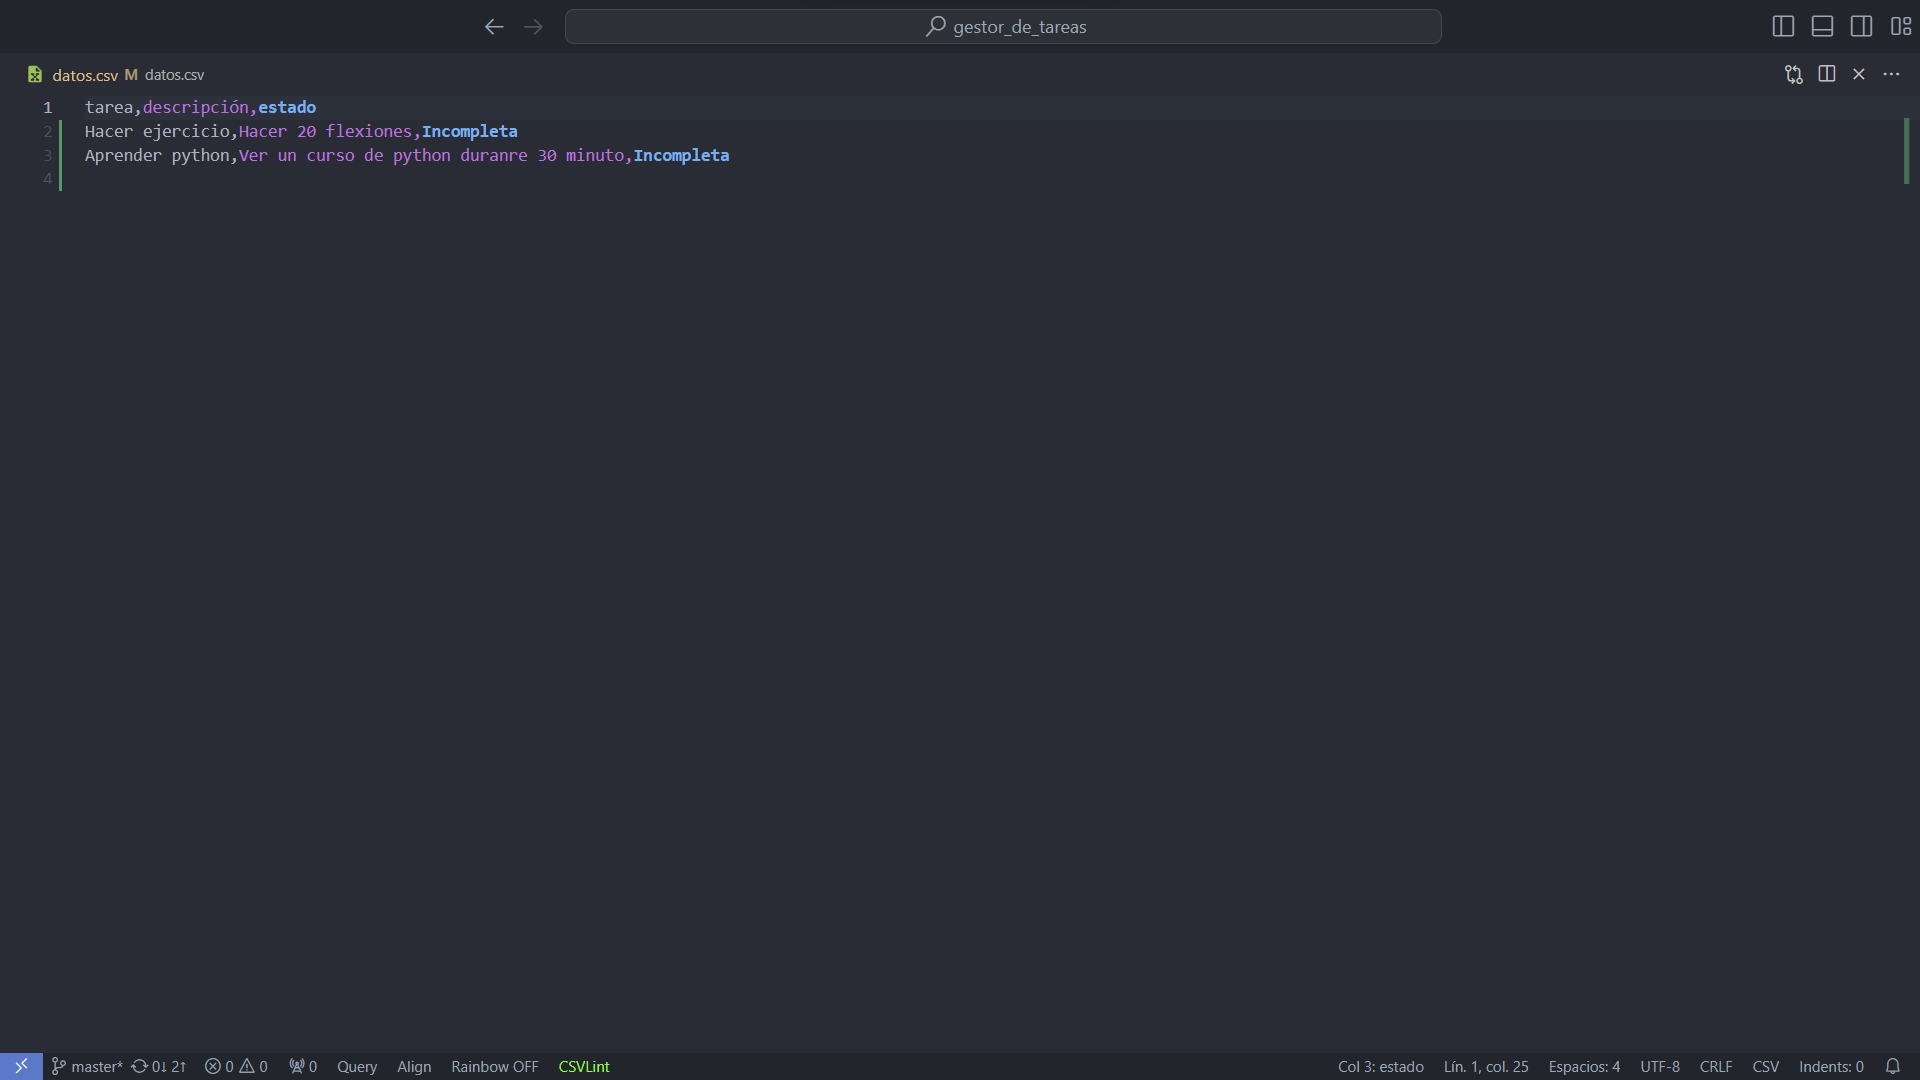 gestor_de_tareas
datos.csv M datos.csv
1 tarea,descripción,estado
2 Hacer ejercicio,Hacer 20 flexiones,Incompleta
3 Aprender python,Ver un curso de python duranre 30 minuto,Incompleta
4
master* 0↓ 2↑ 0 0 0 Query Align Rainbow OFF CSVLint Col 3: estado Lín. 1, col. 25 Espacios: 4 UTF-8 CRLF CSV Indents: 0